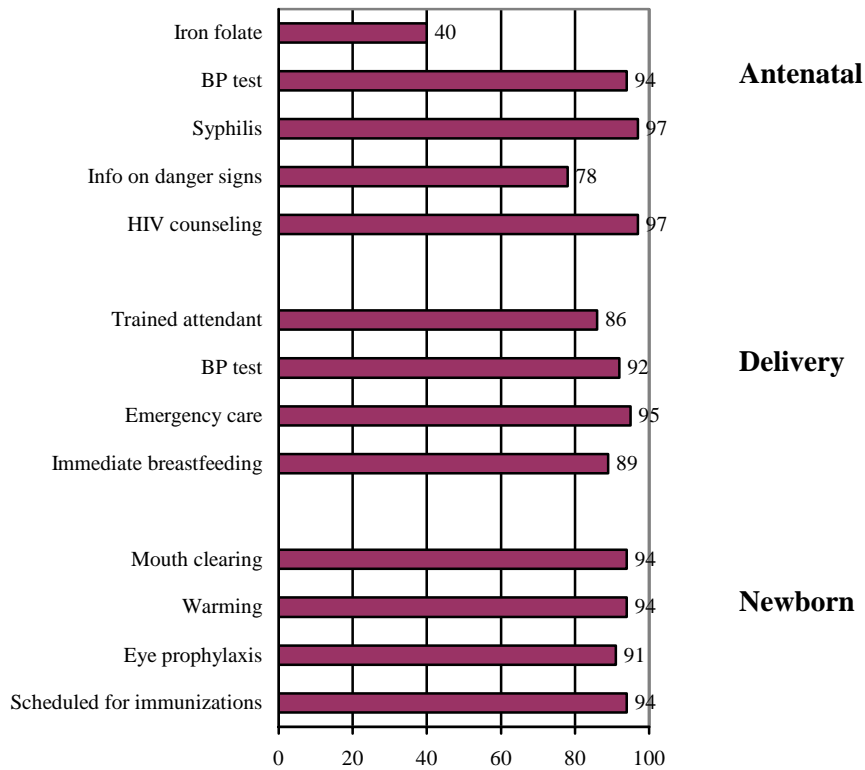 Iron folate 40
BP test 94
Antenatal
Syphilis 97
Info on danger signs 78
HIV counseling 97
Trained attendant 86
BP test 92
Delivery
Emergency care 95
Immediate breastfeeding 89
Mouth clearing 94
Warming 94
Newborn
Eye prophylaxis 91
Scheduled for immunizations 94
0 20 40 60 80 100